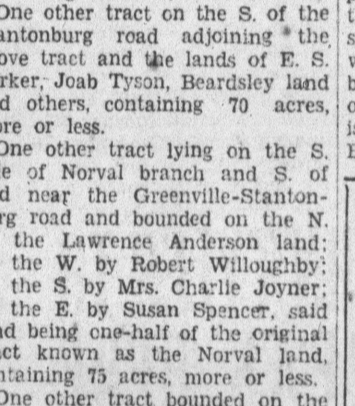 One other tract on the S. of the
antonburg road adjoining the
ove tract and the lands of E. S.
rker, Joab Tyson, Beardsley land
d others, containing 70 acres,
ore or less.
One other tract lying on the S.
e of Norval branch and S. of
d near the Greenville-Stanton-
rg road and bounded on the N.
the Lawrence Anderson land;
the W. by Robert Willoughby;
the S. by Mrs. Charlie Joyner;
the E. by Susan Spencer, said
nd being one-half of the original
ct known as the Norval land,
ntaining 75 acres, more or less.
One other tract bounded on the